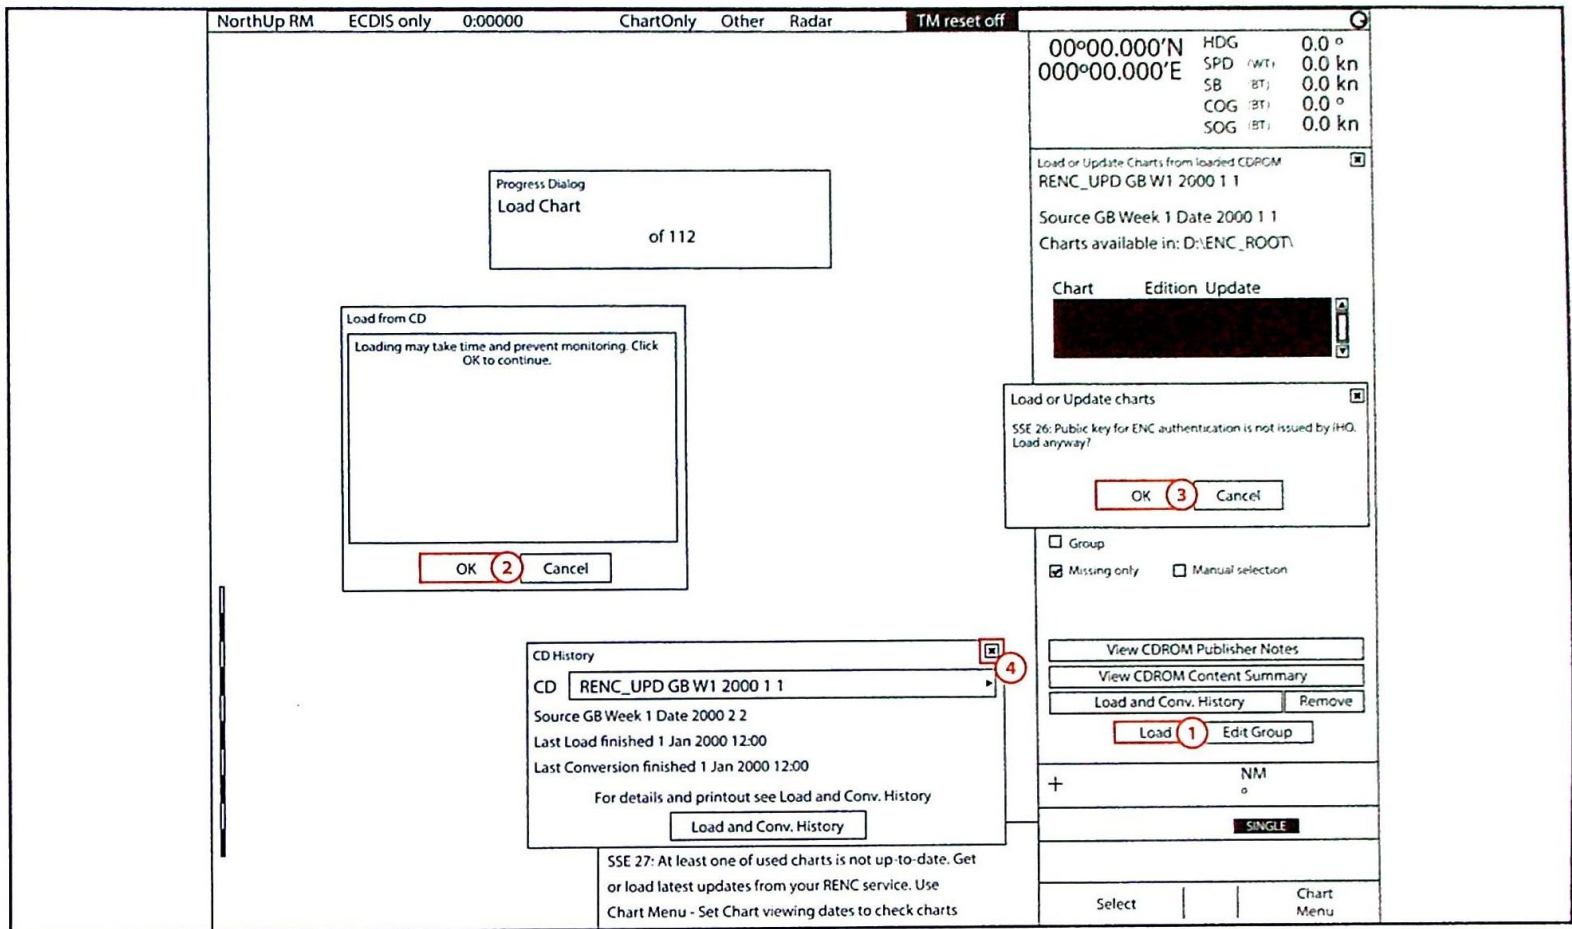 NorthUp RM ECDIS only 0:00000 ChartOnly Other Radar TM reset off
00°00.000'N
000°00.000'E
HDG 0.0 °
SPD (WT) 0.0 kn
SB (BT) 0.0 kn
COG (BT) 0.0 °
SOG (BT) 0.0 kn
Load or Update Charts from loaded CDROM
RENC_UPD GB W1 2000 1 1
Source GB Week 1 Date 2000 1 1
Charts available in: D:\ENC_ROOT\
Chart Edition Update
Progress Dialog
Load Chart
of 112
Load from CD
Loading may take time and prevent monitoring. Click
OK to continue.
OK 2 Cancel
Load or Update charts
SSE 26: Public key for ENC authentication is not issued by IHO.
Load anyway?
OK 3 Cancel
Group
Missing only Manual selection
View CDROM Publisher Notes
View CDROM Content Summary
Load and Conv. History Remove
Load 1 Edit Group
CD History
4
CD RENC_UPD GB W1 2000 1 1
Source GB Week 1 Date 2000 2 2
Last Load finished 1 Jan 2000 12:00
Last Conversion finished 1 Jan 2000 12:00
For details and printout see Load and Conv. History
Load and Conv. History
SSE 27: At least one of used charts is not up-to-date. Get
or load latest updates from your RENC service. Use
Chart Menu - Set Chart viewing dates to check charts
+ NM
°
SINGLE
Select
Chart
Menu